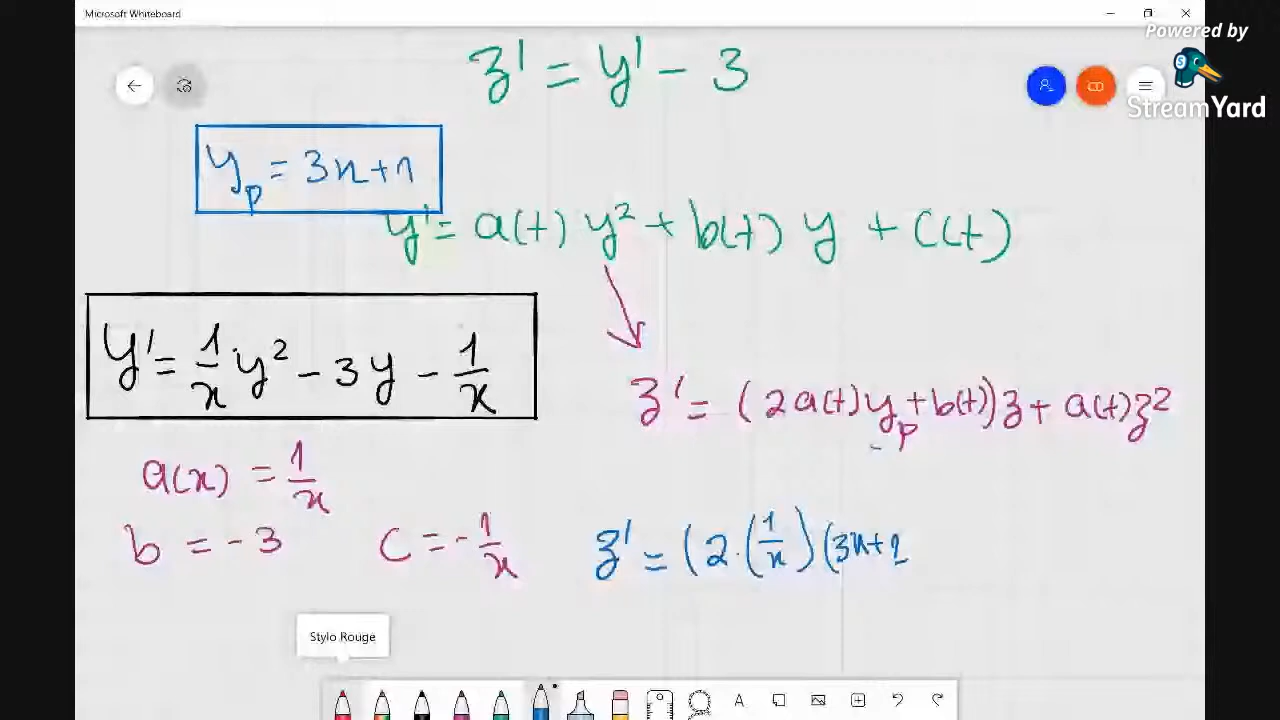 Microsoft Whiteboard
Powered by
StreamYard
z' = y' - 3
y_p = 3x+1
y' = a(t) y² + b(t) y + c(t)
y' = 1/x y² - 3y - 1/x
z' = (2a(t)y_p + b(t))z + a(t)z²
a(x) = 1/x
b = -3 c = -1/x
z' = (2·(1/x)(3x+1
Stylo Rouge
A